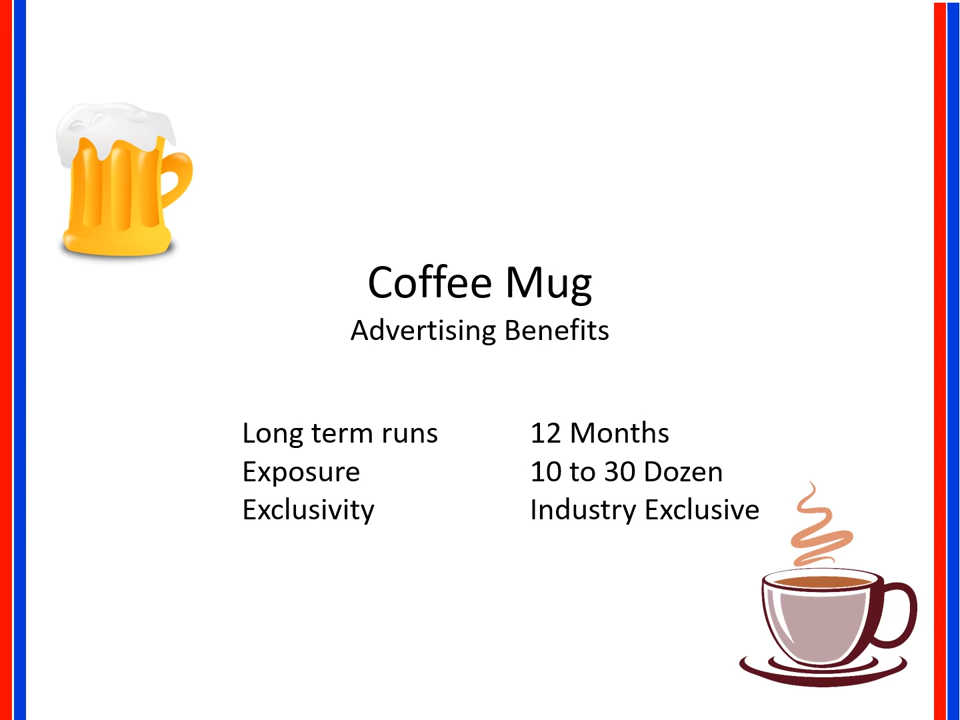 Coffee Mug
Advertising Benefits
Long term runs 12 Months
Exposure 10 to 30 Dozen
Exclusivity Industry Exclusive